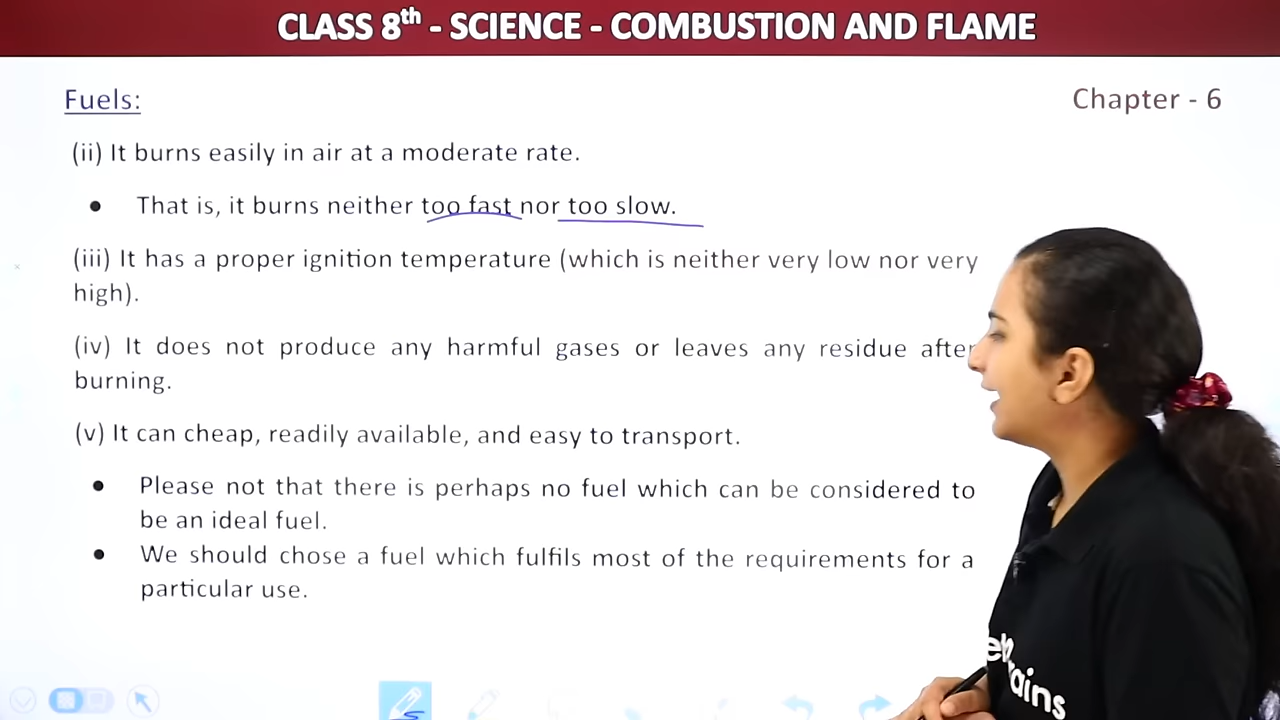 CLASS 8th - SCIENCE - COMBUSTION AND FLAME
Fuels:
Chapter - 6
(ii) It burns easily in air at a moderate rate.
● That is, it burns neither too fast nor too slow.
(iii) It has a proper ignition temperature (which is neither very low nor very
high).
(iv) It does not produce any harmful gases or leaves any residue after
burning.
(v) It can cheap, readily available, and easy to transport.
● Please not that there is perhaps no fuel which can be considered to
be an ideal fuel.
● We should chose a fuel which fulfils most of the requirements for a
particular use.